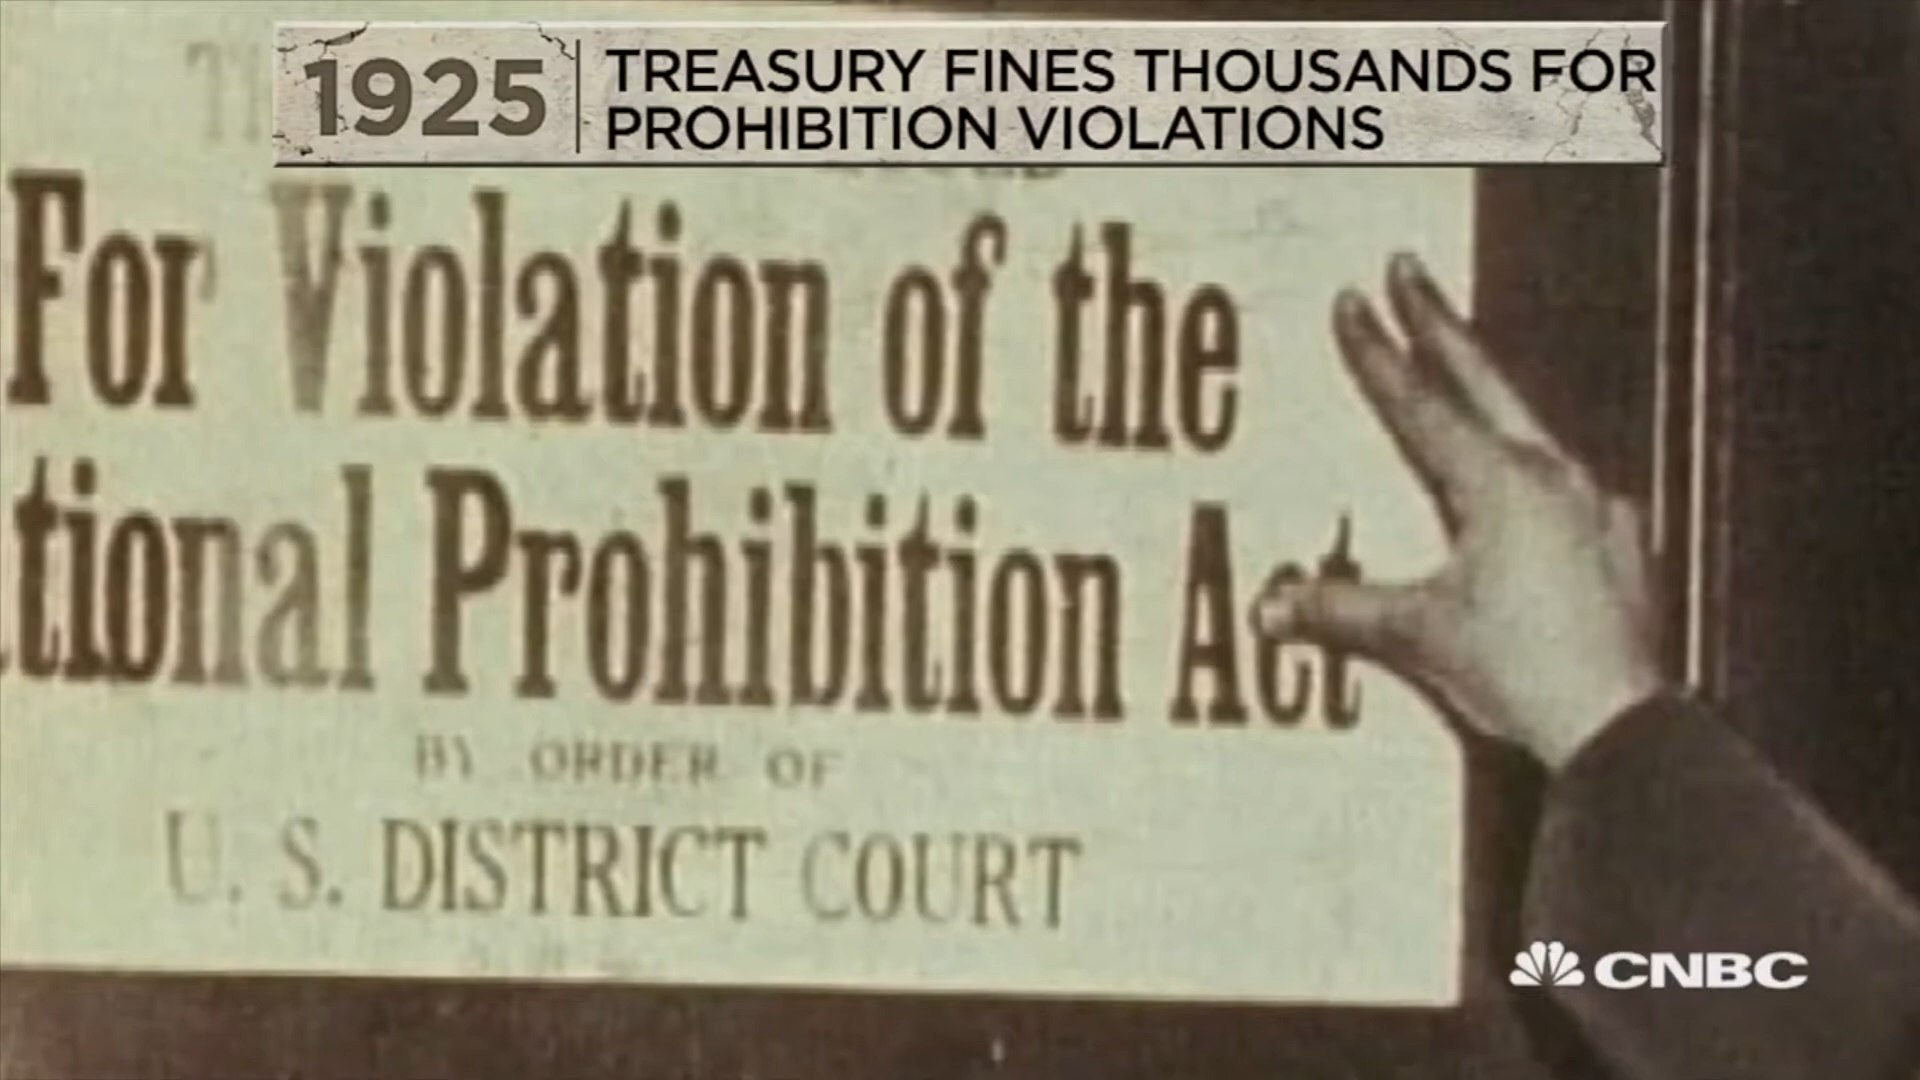 1925
TREASURY FINES THOUSANDS FOR
PROHIBITION VIOLATIONS
For Violation of the
tional Prohibition Act
BY ORDER OF
U. S. DISTRICT COURT
CNBC